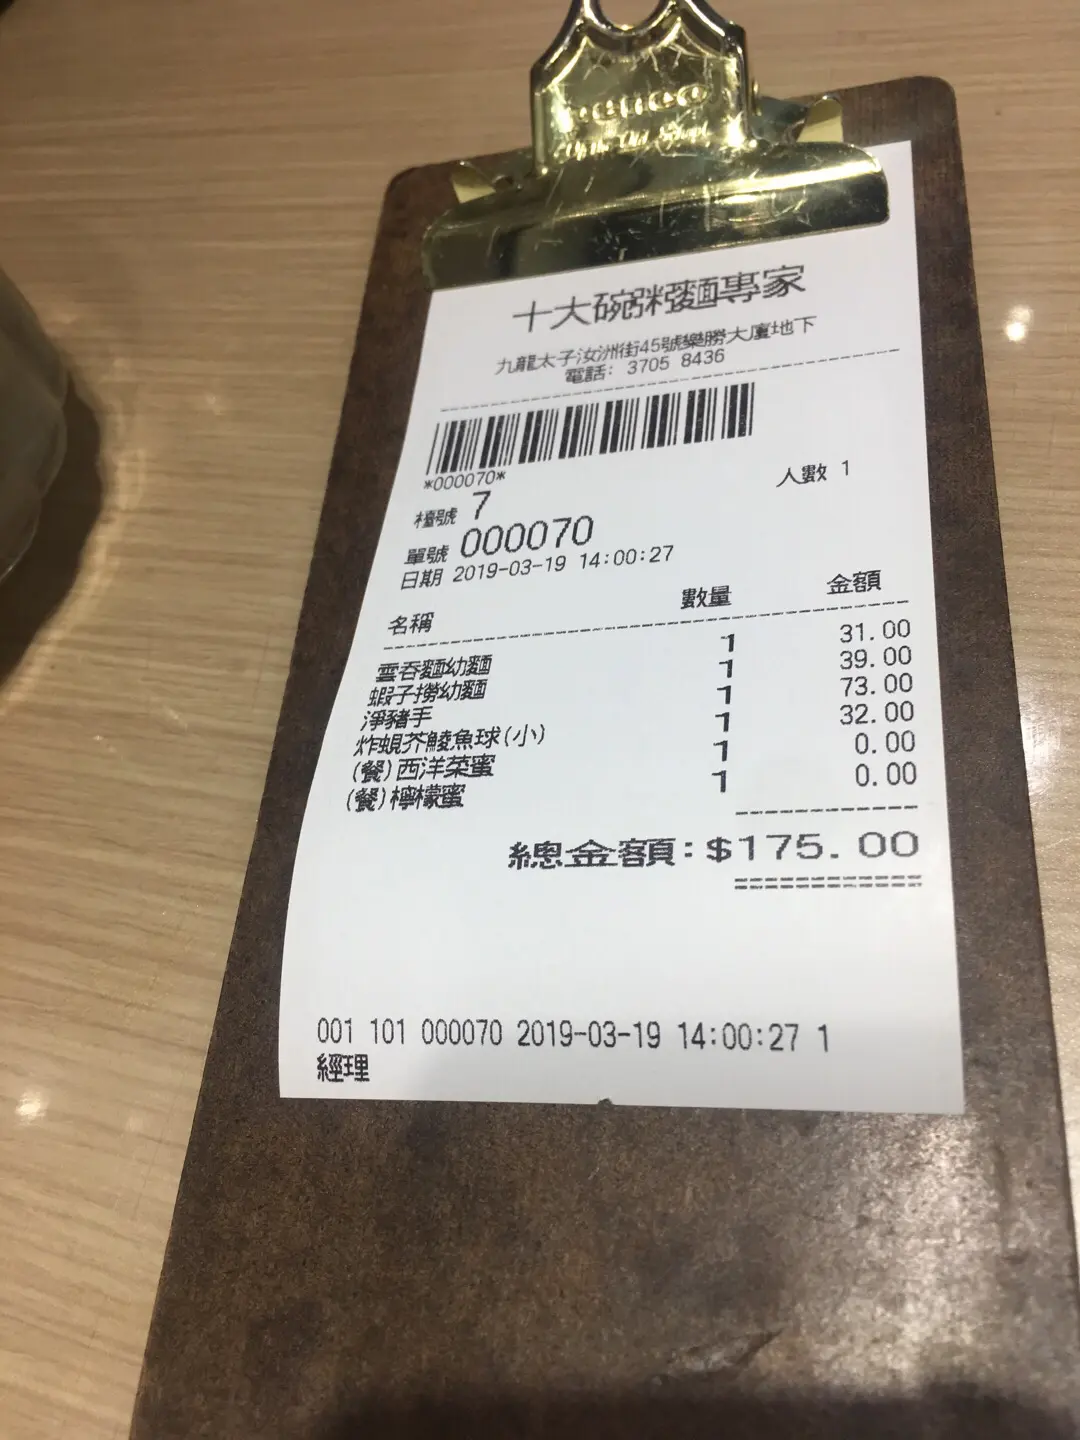 十大碗粥麵專家
九龍太子汝洲街45號樂勝大廈地下
電話: 3705 8436
*000070*
人數 1
檯號 7
單號 000070
日期 2019-03-19 14:00:27
名稱 數量 金額
雲吞麵幼麵 1 31.00
蝦子撈幼麵 1 39.00
淨豬手 1 73.00
炸蜆芥鯪魚球(小) 1 32.00
(餐)西洋菜蜜 1 0.00
(餐)檸檬蜜 1 0.00
總金額:$175.00
001 101 000070 2019-03-19 14:00:27 1
經理